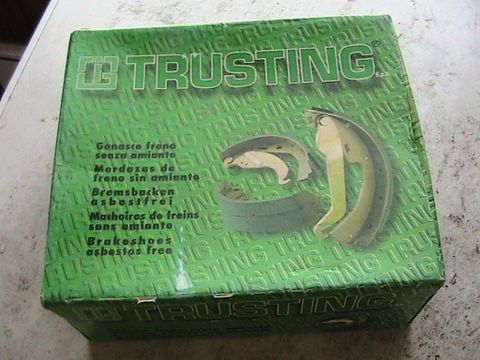 TRUSTING®
S.p.A.
Ganasce freno
senza amianto
Mordazas de
freno sin amianto
Bremsbacken
asbestfrei
Machoires de freins
sans amiante
Brakeshoes
asbestos free
TRUSTING